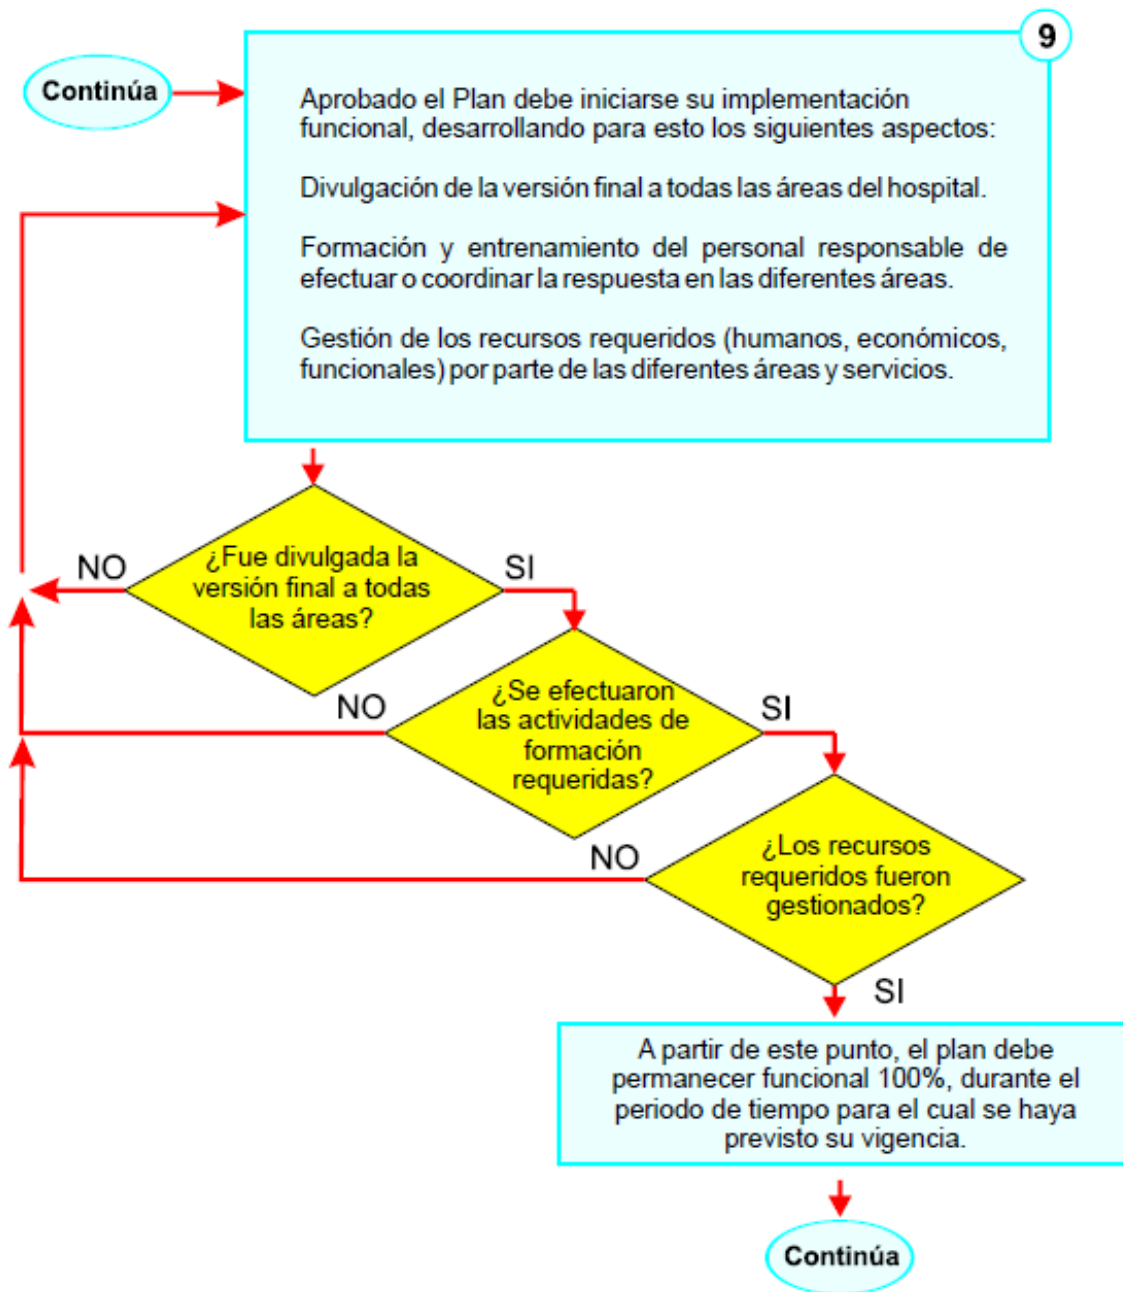 9
Continúa
Aprobado el Plan debe iniciarse su implementación
funcional, desarrollando para esto los siguientes aspectos:
Divulgación de la versión final a todas las áreas del hospital.
Formación y entrenamiento del personal responsable de
efectuar o coordinar la respuesta en las diferentes áreas.
Gestión de los recursos requeridos (humanos, económicos,
funcionales) por parte de las diferentes áreas y servicios.
NO
¿Fue divulgada la
versión final a todas
las áreas?
SI
NO
¿Se efectuaron
las actividades de
formación
requeridas?
SI
NO
¿Los recursos
requeridos fueron
gestionados?
SI
A partir de este punto, el plan debe
permanecer funcional 100%, durante el
periodo de tiempo para el cual se haya
previsto su vigencia.
Continúa